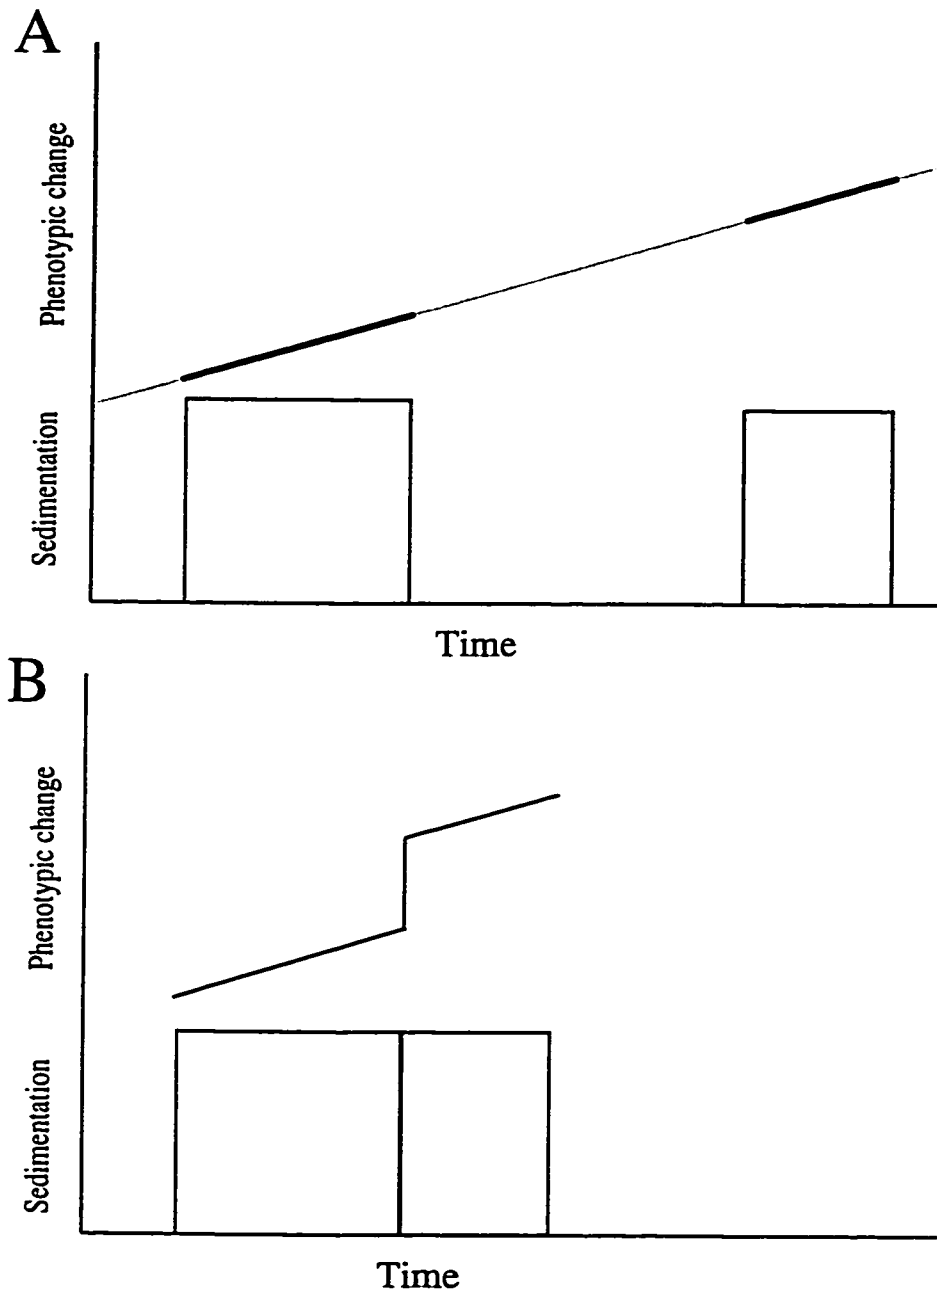 A
Phenotypic change
Sedimentation
Time
B
Phenotypic change
Sedimentation
Time